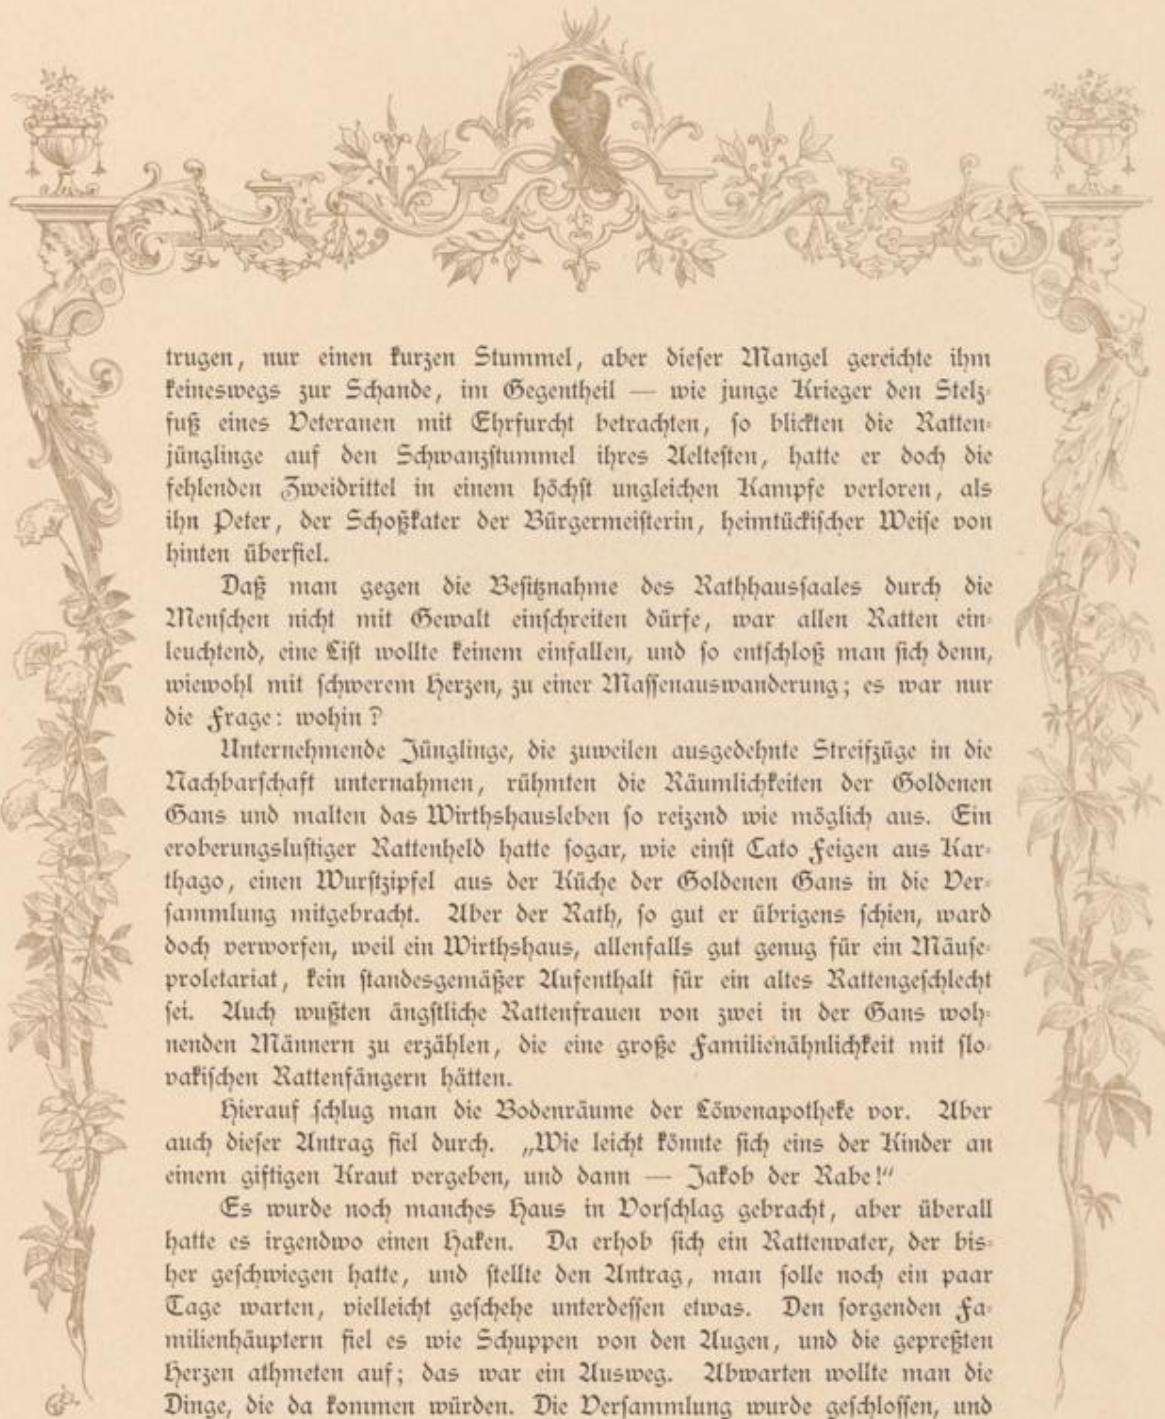 trugen, nur einen kurzen Stummel, aber dieſer Mangel gereichte ihm
keineswegs zur Schande, im Gegentheil — wie junge Krieger den Stelz-
fuß eines Veteranen mit Ehrfurcht betrachten, ſo blickten die Ratten-
jünglinge auf den Schwanzſtummel ihres Aelteſten, hatte er doch die
fehlenden Zweidrittel in einem höchſt ungleichen Kampfe verloren, als
ihn Peter, der Schoßkater der Bürgermeiſterin, heimtückiſcher Weiſe von
hinten überfiel.
Daß man gegen die Beſitznahme des Rathhausſaales durch die
Menſchen nicht mit Gewalt einſchreiten dürfe, war allen Ratten ein-
leuchtend, eine Liſt wollte keinem einfallen, und ſo entſchloß man ſich denn,
wiewohl mit ſchwerem Herzen, zu einer Maſſenauswanderung; es war nur
die Frage: wohin?
Unternehmende Jünglinge, die zuweilen ausgedehnte Streifzüge in die
Nachbarſchaft unternahmen, rühmten die Räumlichkeiten der Goldenen
Gans und malten das Wirthshausleben ſo reizend wie möglich aus. Ein
eroberungsluſtiger Rattenheld hatte ſogar, wie einſt Cato Feigen aus Kar-
thago, einen Wurſtzipfel aus der Küche der Goldenen Gans in die Ver-
ſammlung mitgebracht. Aber der Rath, ſo gut er übrigens ſchien, ward
doch verworfen, weil ein Wirthshaus, allenfalls gut genug für ein Mäuſe-
proletariat, kein ſtandesgemäßer Aufenthalt für ein altes Rattengeſchlecht
ſei. Auch wußten ängſtliche Rattenfrauen von zwei in der Gans woh-
nenden Männern zu erzählen, die eine große Familienähnlichkeit mit ſlo-
vakiſchen Rattenfängern hätten.
Hierauf ſchlug man die Bodenräume der Löwenapotheke vor. Aber
auch dieſer Antrag fiel durch. „Wie leicht könnte ſich eins der Kinder an
einem giftigen Kraut vergeben, und dann — Jakob der Rabe!“
Es wurde noch manches Haus in Vorſchlag gebracht, aber überall
hatte es irgendwo einen Haken. Da erhob ſich ein Rattenvater, der bis-
her geſchwiegen hatte, und ſtellte den Antrag, man ſolle noch ein paar
Tage warten, vielleicht geſchehe unterdeſſen etwas. Den ſorgenden Fa-
milienhäuptern fiel es wie Schuppen von den Augen, und die gepreßten
Herzen athmeten auf; das war ein Ausweg. Abwarten wollte man die
Dinge, die da kommen würden. Die Verſammlung wurde geſchloſſen, und